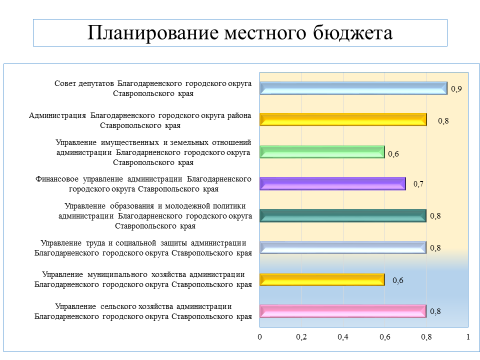 Планирование местного бюджета
Совет депутатов Благодарненского городского округа
Ставропольского края
0,9
Администрация Благодарненского городского округа района
Ставропольского края
0,8
Управление имущественных и земельных отношений
администрации Благодарненского городского округа
Ставропольского края
0,6
Финансовое управление администрации Благодарненского
городского округа Ставропольского края
0,7
Управление образования и молодежной политики
администрации Благодарненского городского округа
Ставропольского края
0,8
Управление труда и социальной защиты администрации
Благодарненского городского округа Ставропольского края
0,8
Управление муниципального хозяйства администрации
Благодарненского городского округа Ставропольского края
0,6
Управление сельского хозяйства администрации
Благодарненского городского округа Ставропольского края
0,8
0 0,2 0,4 0,6 0,8 1